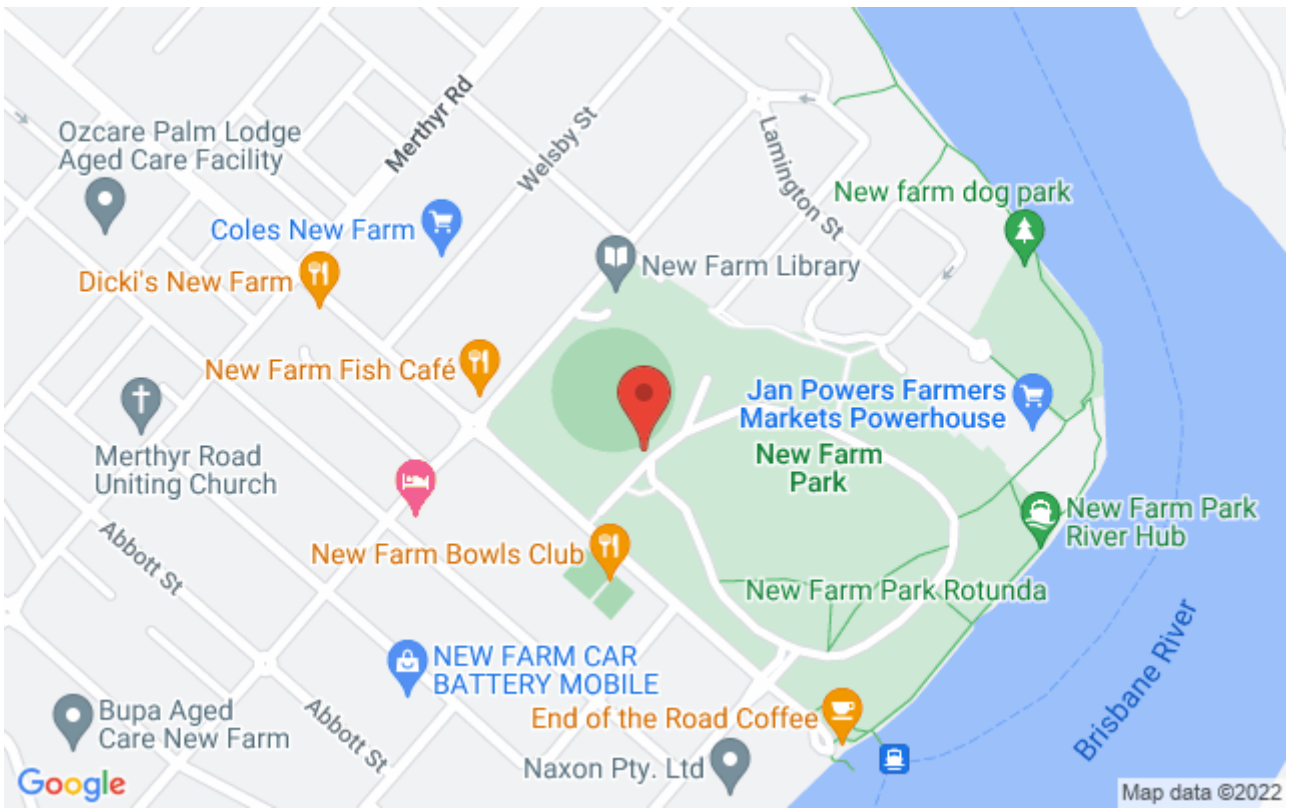 Merthyr Rd
Ozcare Palm Lodge
Aged Care Facility
Welsby St
Lamington St
New farm dog park
Coles New Farm
New Farm Library
Dicki's New Farm
New Farm Fish Café
Jan Powers Farmers
Markets Powerhouse
Merthyr Road
Uniting Church
New Farm
Park
New Farm Park
River Hub
Abbott St
New Farm Bowls Club
New Farm Park Rotunda
NEW FARM CAR
BATTERY MOBILE
Brisbane River
Bupa Aged
Care New Farm
Abbott St
End of the Road Coffee
Naxon Pty. Ltd
Google
Map data ©2022